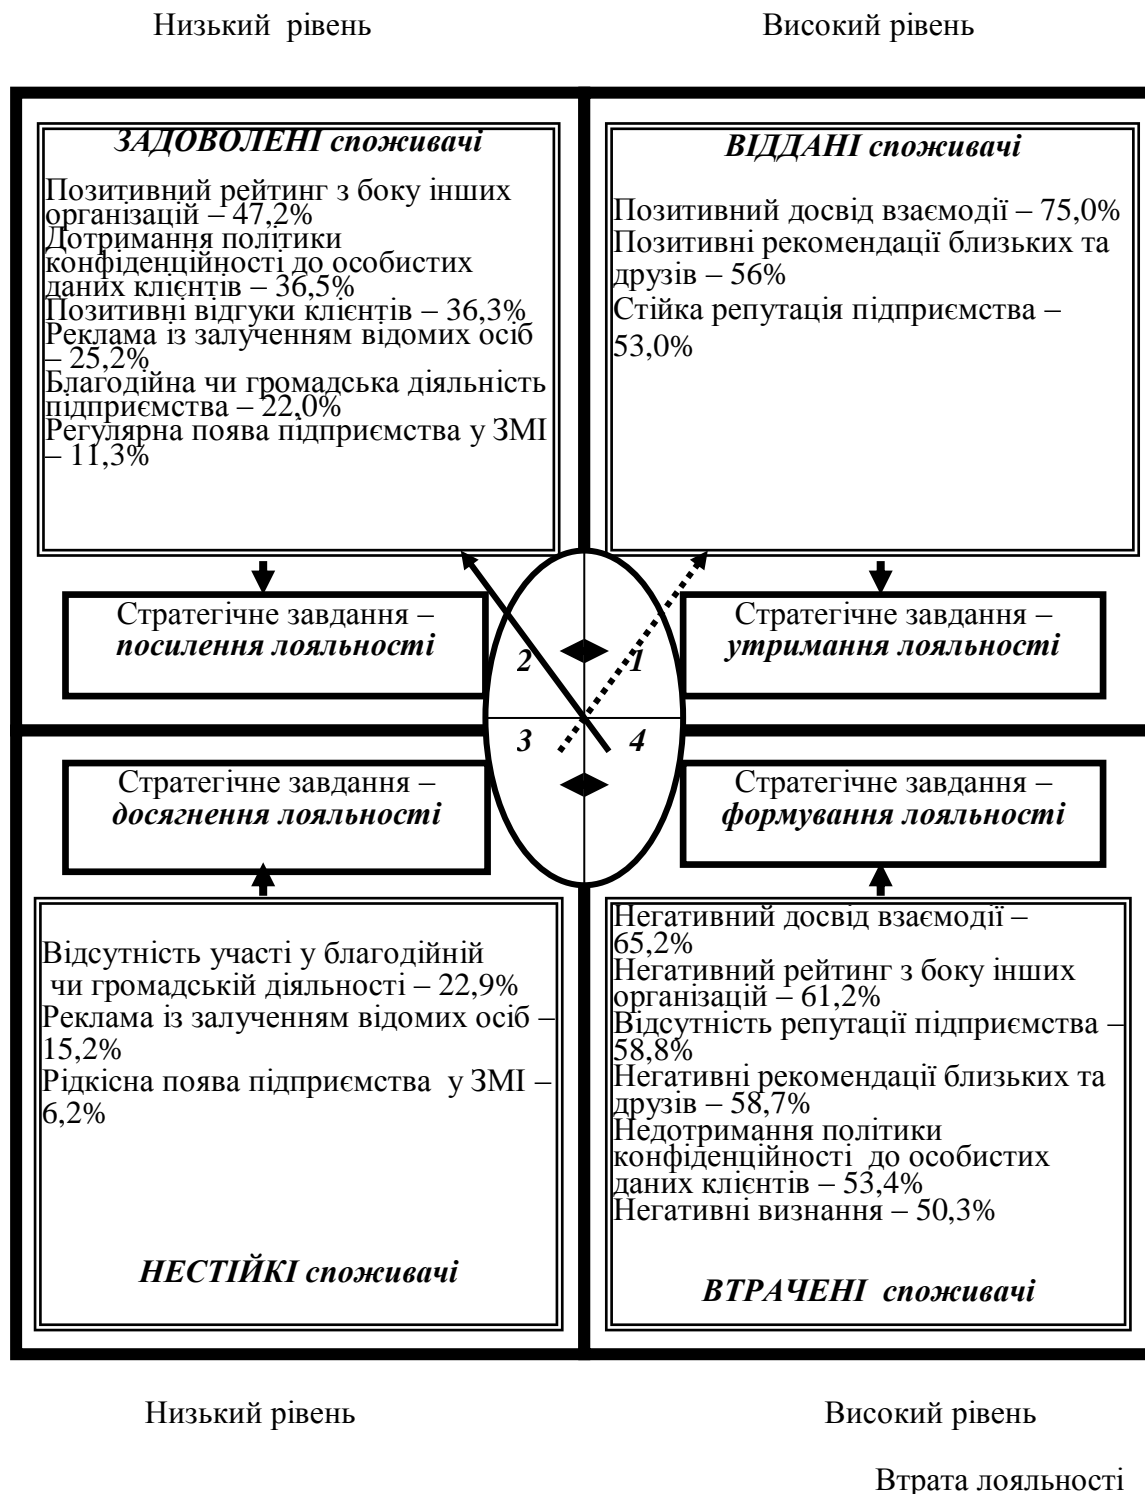 Низький рівень
Високий рівень
ЗАДОВОЛЕНІ споживачі
Позитивний рейтинг з боку інших
організацій – 47,2%
Дотримання політики
конфіденційності до особистих
даних клієнтів – 36,5%
Позитивні відгуки клієнтів – 36,3%
Реклама із залученням відомих осіб
– 25,2%
Благодійна чи громадська діяльність
підприємства – 22,0%
Регулярна поява підприємства у ЗМІ
– 11,3%
ВІДДАНІ споживачі
Позитивний досвід взаємодії – 75,0%
Позитивні рекомендації близьких та
друзів – 56%
Стійка репутація підприємства –
53,0%
Стратегічне завдання –
посилення лояльності
Стратегічне завдання –
утримання лояльності
2
1
3
4
Стратегічне завдання –
досягнення лояльності
Стратегічне завдання –
формування лояльності
Відсутність участі у благодійній
чи громадській діяльності – 22,9%
Реклама із залученням відомих осіб –
15,2%
Рідкісна поява підприємства у ЗМІ –
6,2%
НЕСТІЙКІ споживачі
Негативний досвід взаємодії –
65,2%
Негативний рейтинг з боку інших
організацій – 61,2%
Відсутність репутації підприємства –
58,8%
Негативні рекомендації близьких та
друзів – 58,7%
Недотримання політики
конфіденційності до особистих
даних клієнтів – 53,4%
Негативні визнання – 50,3%
ВТРАЧЕНІ споживачі
Низький рівень
Високий рівень
Втрата лояльності